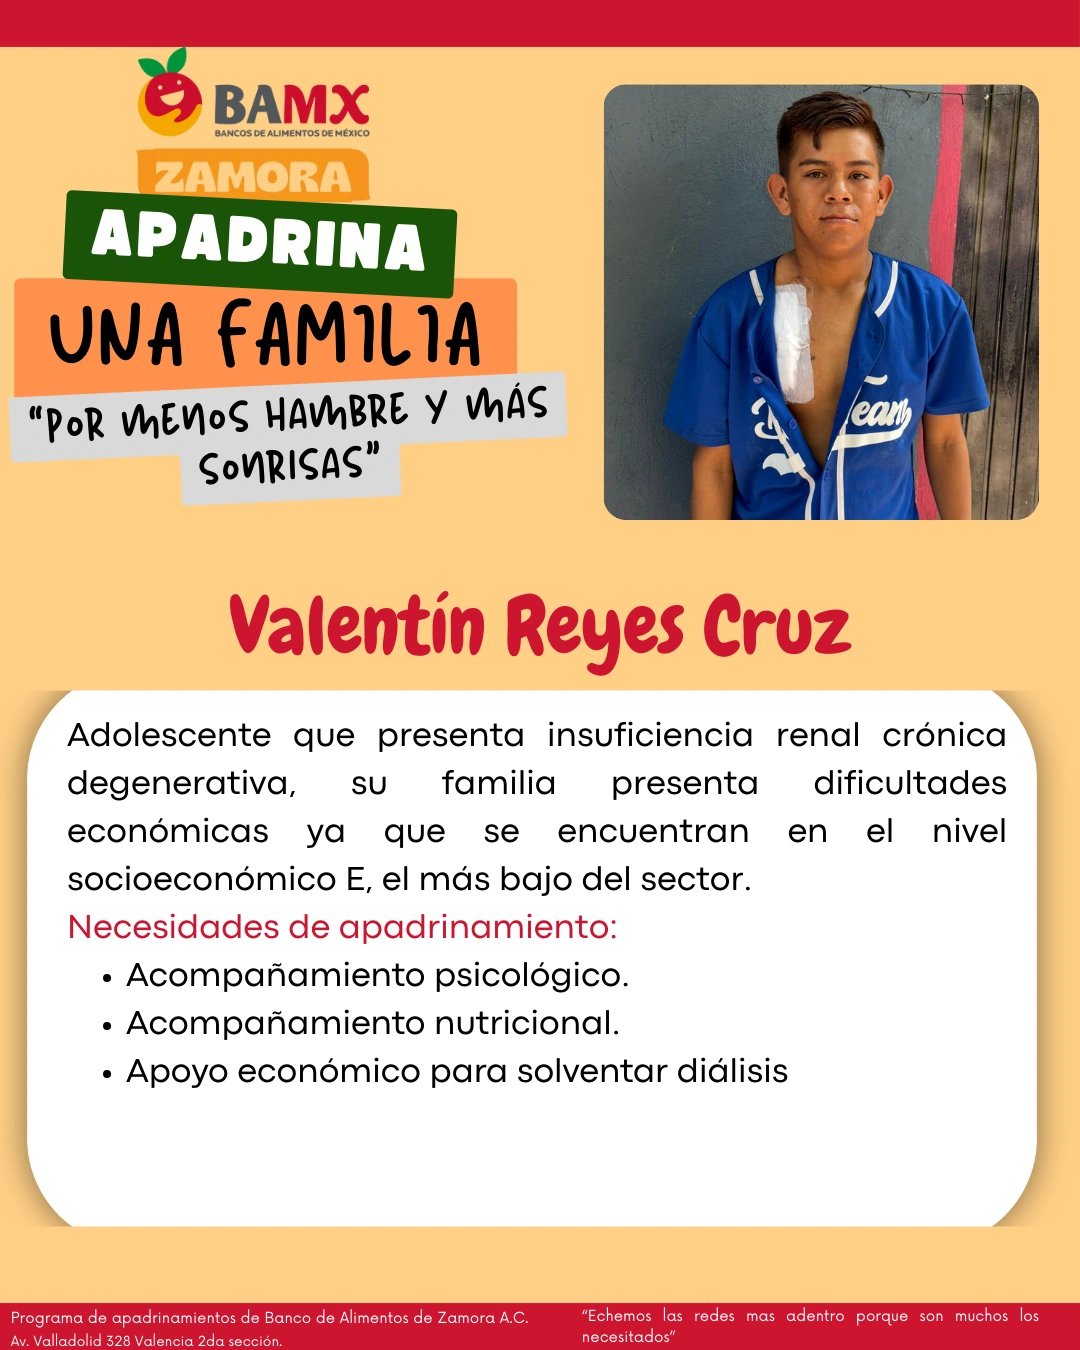 BAMX
BANCOS DE ALIMENTOS DE MÉXICO
ZAMORA
APADRINA
UNA FAMILIA
“POR MENOS HAMBRE Y MÁS
SONRISAS”
eam
Valentín Reyes Cruz
Adolescente que presenta insuficiencia renal crónica
degenerativa, su familia presenta dificultades
económicas ya que se encuentran en el nivel
socioeconómico E, el más bajo del sector.
Necesidades de apadrinamiento:
• Acompañamiento psicológico.
• Acompañamiento nutricional.
• Apoyo económico para solventar diálisis
Programa de apadrinamientos de Banco de Alimentos de Zamora A.C.
Av. Valladolid 328 Valencia 2da sección.
“Echemos las redes mas adentro porque son muchos los
necesitados”